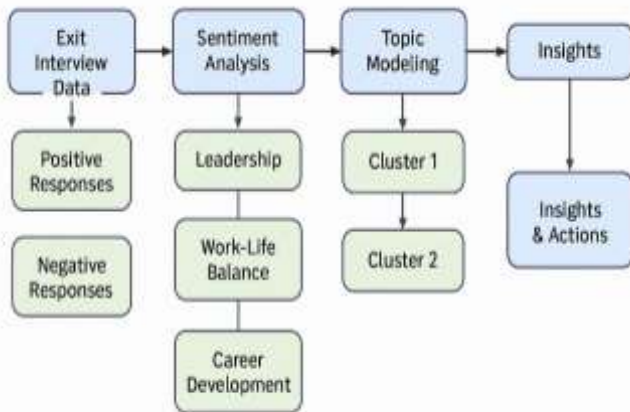 Exit
Interview
Data
Sentiment
Analysis
Topic
Modeling
Insights
Positive
Responses
Leadership
Cluster 1
Insights
& Actions
Negative
Responses
Work-Life
Balance
Cluster 2
Career
Development